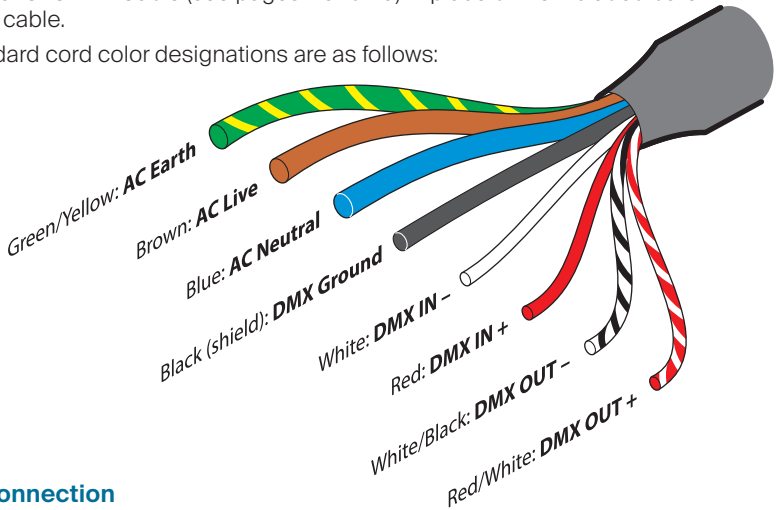 cable.
dard cord color designations are as follows:
Green/Yellow: AC Earth
Brown: AC Live
Blue: AC Neutral
Black (shield): DMX Ground
White: DMX IN –
Red: DMX IN +
White/Black: DMX OUT –
Red/White: DMX OUT +
onnection